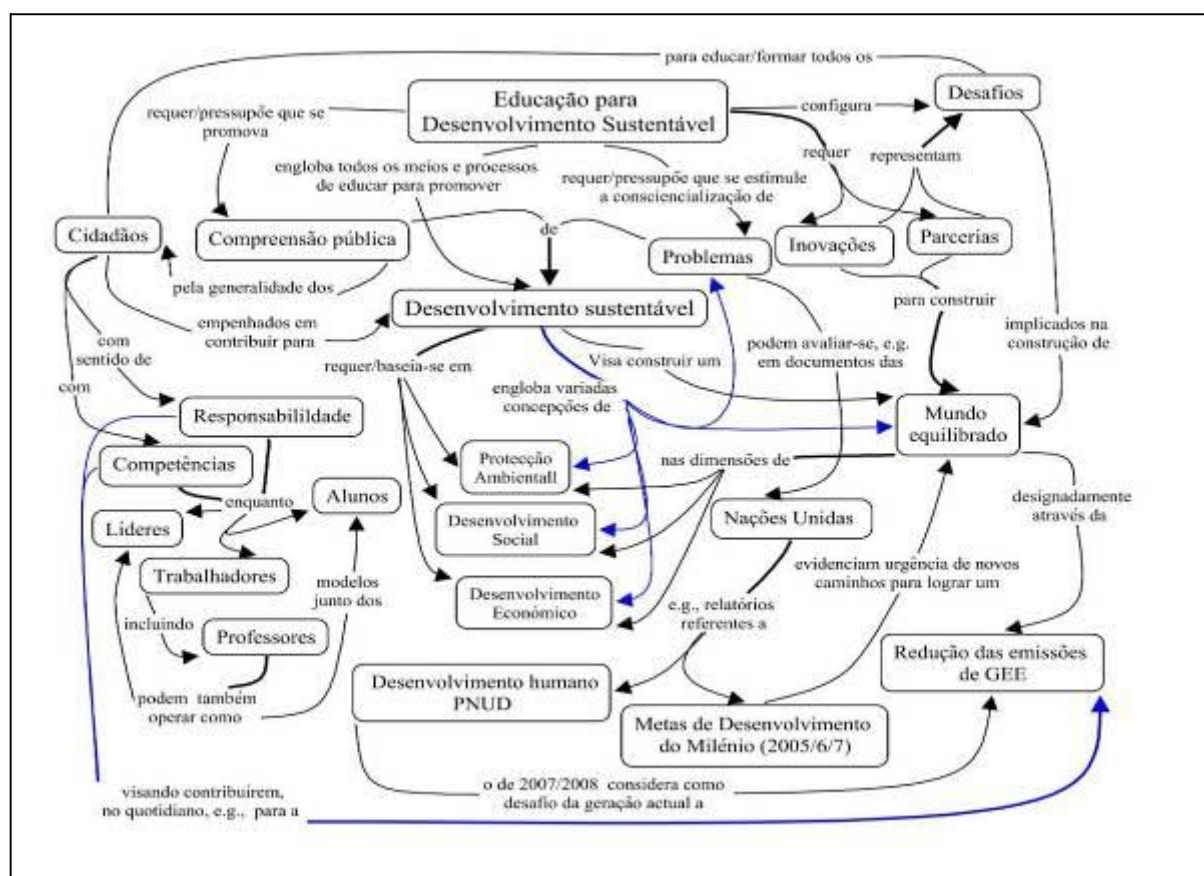 para educar/formar todos os
Educação para
Desenvolvimento Sustentável
configura
Desafios
requer/pressupõe que se
promova
engloba todos os meios e processos
de educar para promover
requer/pressupõe que se estimule
a consciencialização de
requer
representam
Cidadãos
Compreensão pública
de
Problemas
Inovações
Parcerias
pela generalidade dos
Desenvolvimento sustentável
para construir
empenhados em
contribuir para
com
sentido de
com
requer/baseia-se em
Visa construir um
engloba variadas
concepções de
podem avaliar-se, e.g.
em documentos das
implicados na
construção de
Responsabilildade
Mundo
equilibrado
Competências
Protecção
Ambientall
nas dimensões de
enquanto
Alunos
Líderes
Desenvolvimento
Social
Nações Unidas
designadamente
através da
Trabalhadores
modelos
junto dos
Desenvolvimento
Económico
evidenciam urgência de novos
caminhos para lograr um
incluindo
Professores
e.g., relatórios
referentes a
Redução das emissões
de GEE
podem também
operar como
Desenvolvimento humano
PNUD
Metas de Desenvolvimento
do Milénio (2005/6/7)
visando contribuírem,
no quotidiano, e.g., para a
o de 2007/2008 considera como
desafio da geração actual a